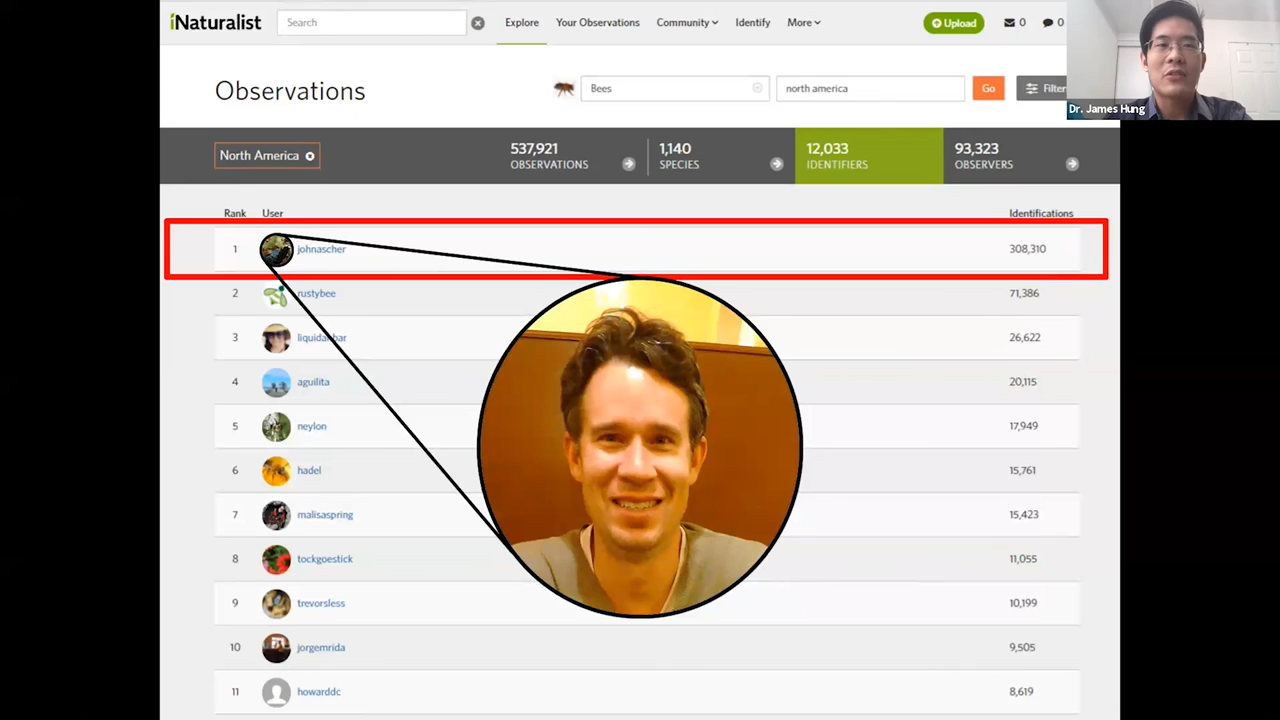 iNaturalist Search Explore Your Observations Community Identify More Upload 0 0
Dr. James Hung
Observations Bees north america Go Filter
North America 537,921 OBSERVATIONS 1,140 SPECIES 12,033 IDENTIFIERS 93,323 OBSERVERS
Rank User Identifications
1 johnascher 308,310
2 rustybee 71,386
3 liquidambar 26,622
4 aguilita 20,115
5 neylon 17,949
6 hadel 15,761
7 malisaspring 15,423
8 tockgoestick 11,055
9 trevorsless 10,199
10 jorgemrida 9,505
11 howarddc 8,619